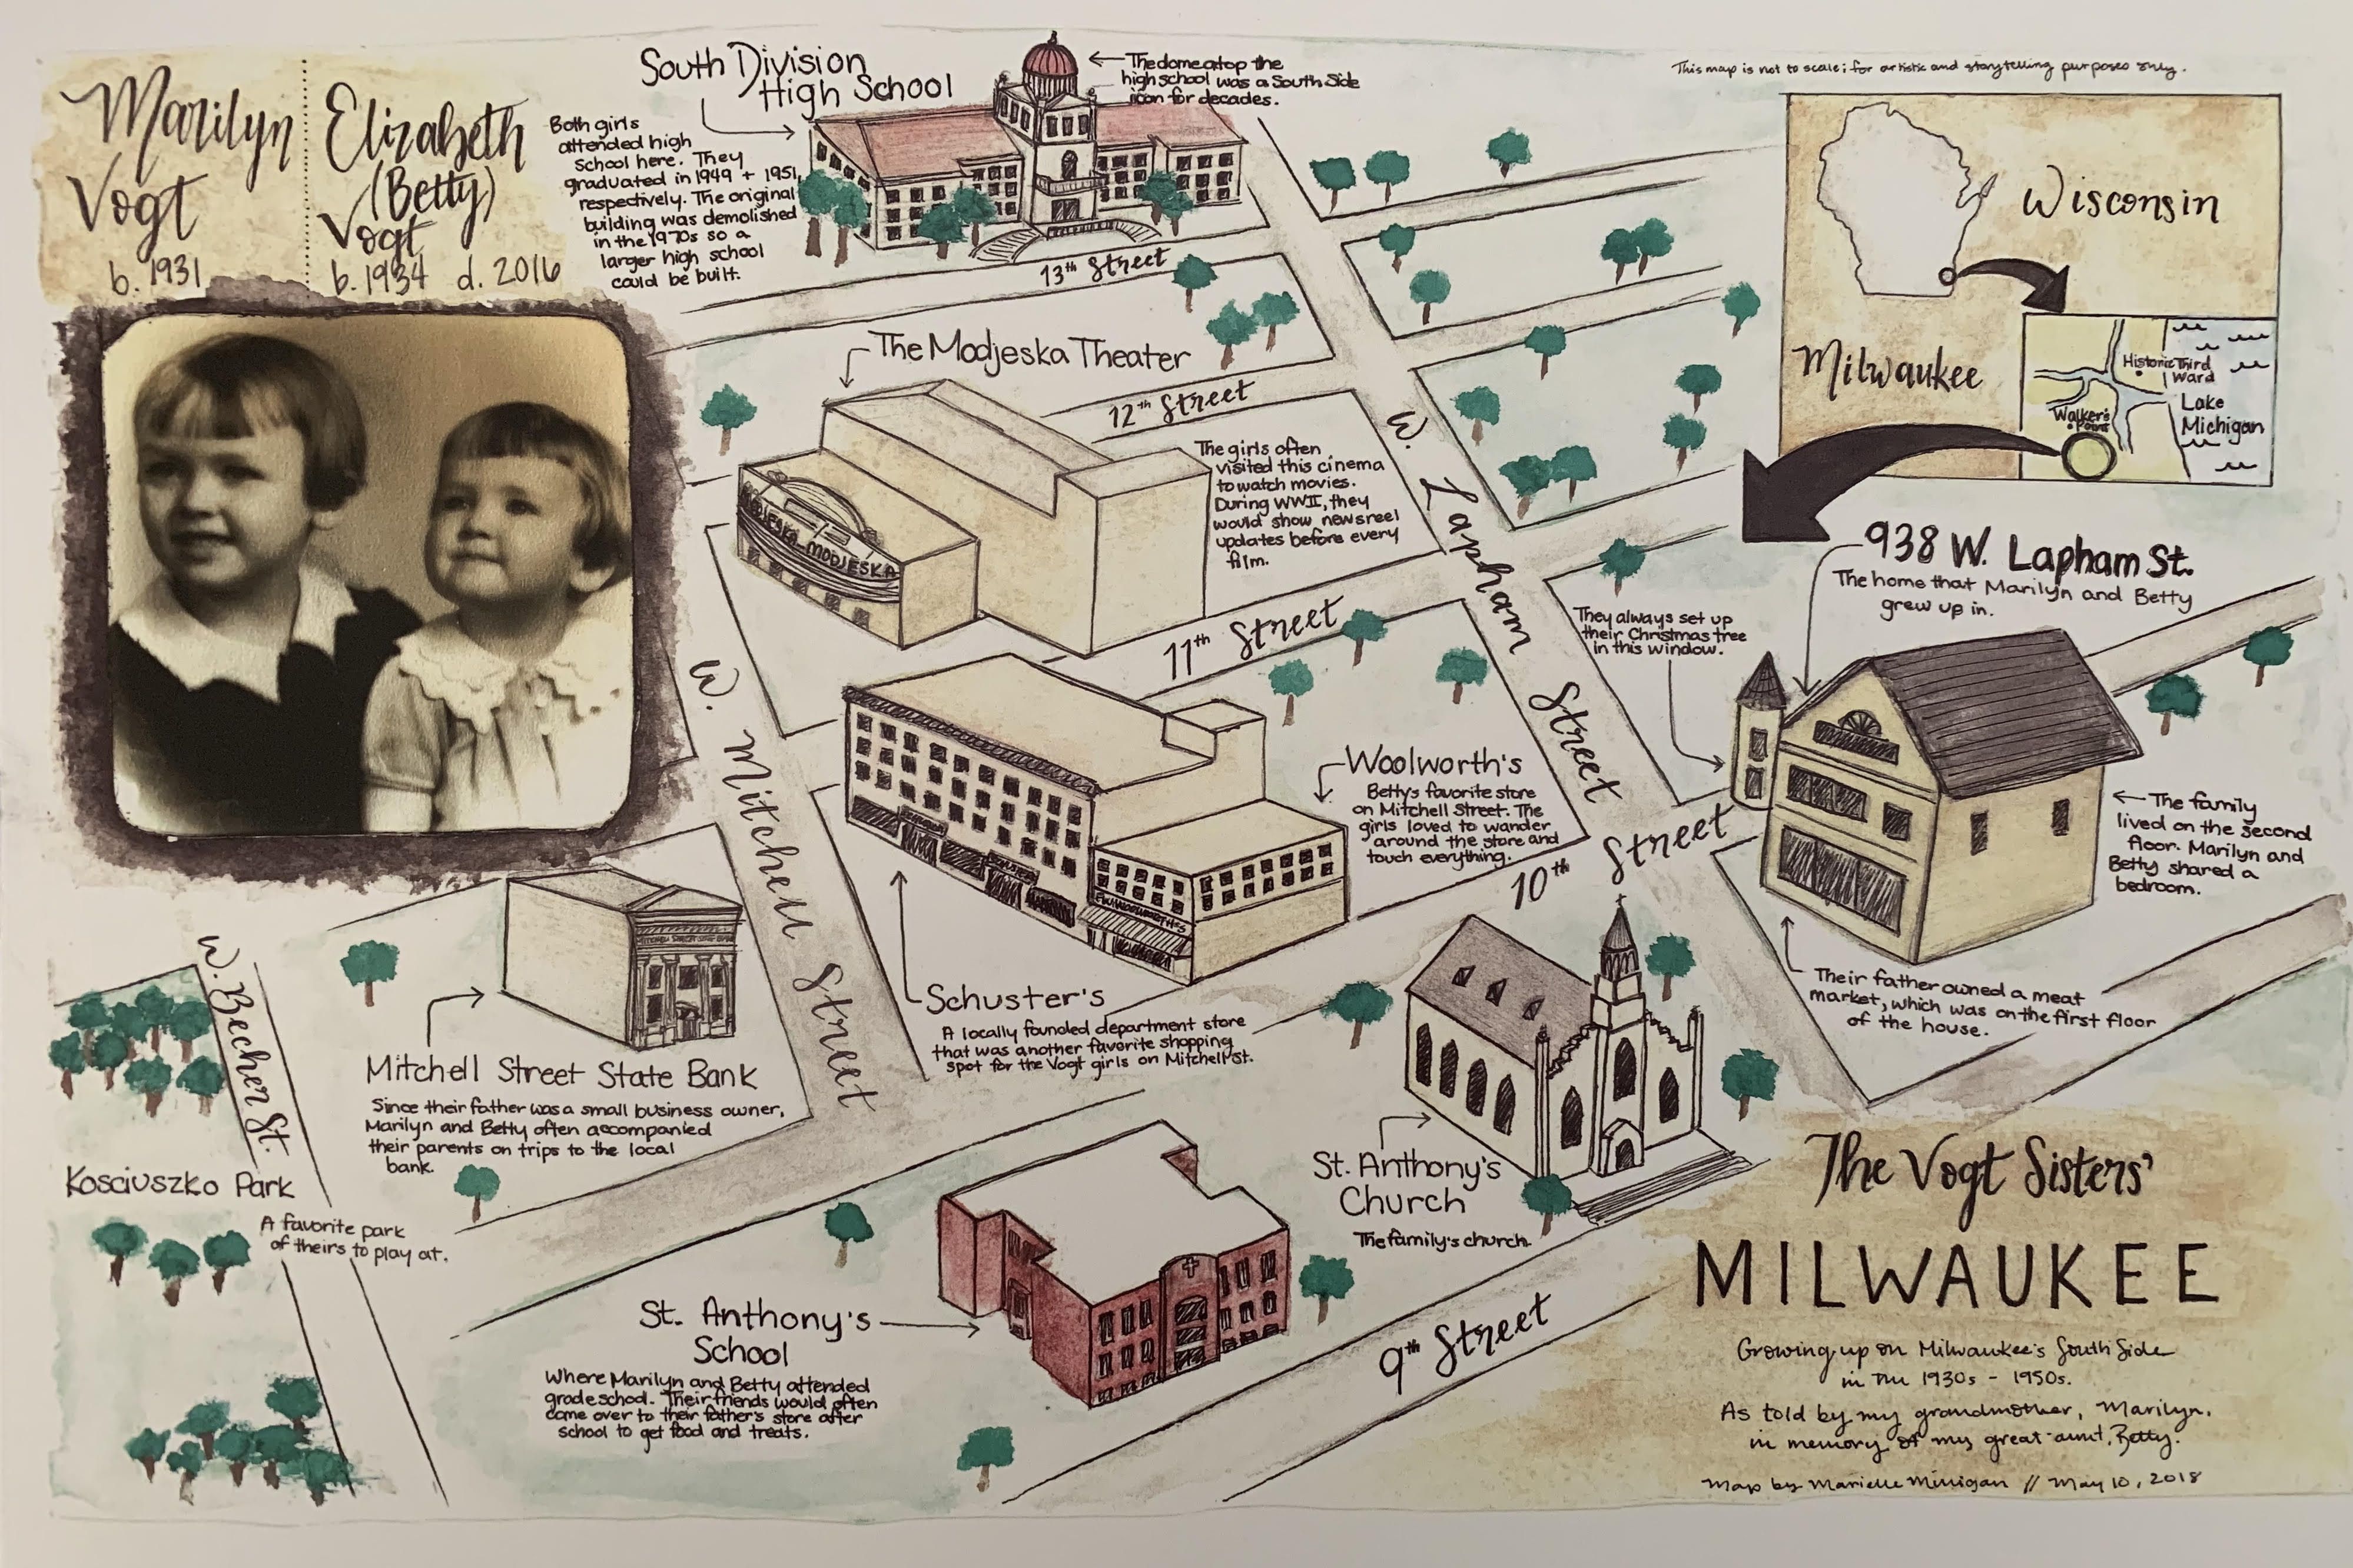 Marilyn
Vogt
b. 1931
Elizabeth
(Betty)
Vogt
b. 1934 d. 2016
South Division
High School
Both girls
attended high
school here. They
graduated in 1949 + 1951,
respectively. The original
building was demolished
in the 1970s so a
larger high school
could be built.
The dome atop the
high school was a South Side
icon for decades.
This map is not to scale; for artistic and storytelling purposes only.
Wisconsin
Milwaukee
Historic Third
Ward
Walker's
Point
Lake
Michigan
13th Street
The Modjeska Theater
MODJESKA
12th Street
The girls often
visited this cinema
to watch movies.
During WWII, they
would show newsreel
updates before every
film.
W. Lapham Street
11th Street
938 W. Lapham St.
The home that Marilyn and Betty
grew up in.
They always set up
their Christmas tree
in this window.
The family
lived on the second
floor. Marilyn and
Betty shared a
bedroom.
Their father owned a meat
market, which was on the first floor
of the house.
W. Mitchell Street
Woolworth's
Betty's favorite store
on Mitchell Street. The
girls loved to wander
around the store and
touch everything.
F.W. WOOLWORTH'S
10th Street
Schuster's
A locally founded department store
that was another favorite shopping
spot for the Vogt girls on Mitchell St.
Mitchell Street State Bank
Since their father was a small business owner,
Marilyn and Betty often accompanied
their parents on trips to the local
bank.
W. Becher St.
Kosciuszko Park
A favorite park
of theirs to play at.
St. Anthony's
Church
The family's church.
St. Anthony's
School
Where Marilyn and Betty attended
grade school. Their friends would often
come over to their father's store after
school to get food and treats.
9th Street
The Vogt Sisters'
MILWAUKEE
Growing up on Milwaukee's South Side
in the 1930s - 1950s.
As told by my grandmother, Marilyn,
in memory of my great-aunt, Betty.
Map by Marielle Minigan // May 10, 2018